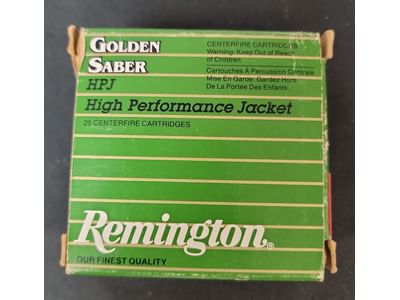 GOLDEN
SABER
HPJ
High Performance Jacket
25 CENTERFIRE CARTRIDGES
CENTERFIRE CARTRIDGES
Warning: Keep Out of Reach
of Children.
Cartouches À Percussion Centrale
Mise En Garde: Gardez Hors
De La Portée Des Enfants.
Remington®
OUR FINEST QUALITY